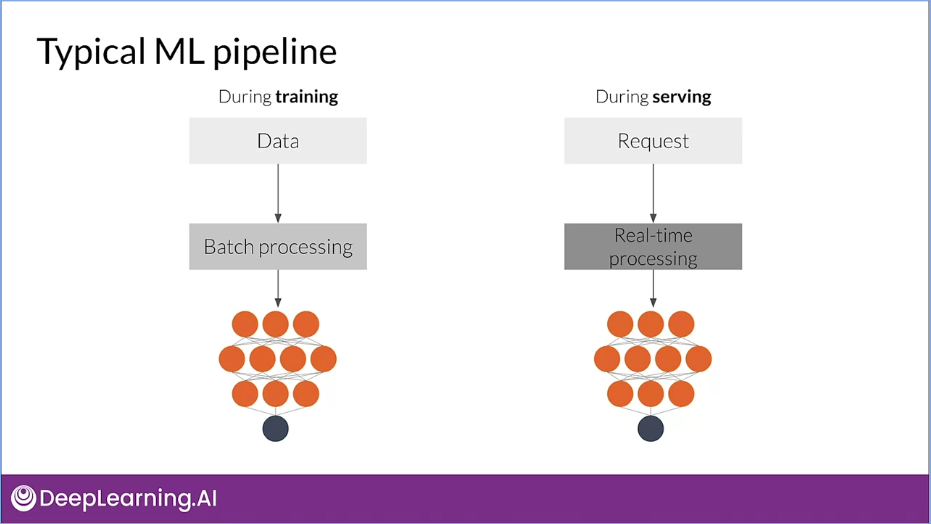 Typical ML pipeline
During training
Data
Batch processing
During serving
Request
Real-time
processing
DeepLearning.AI